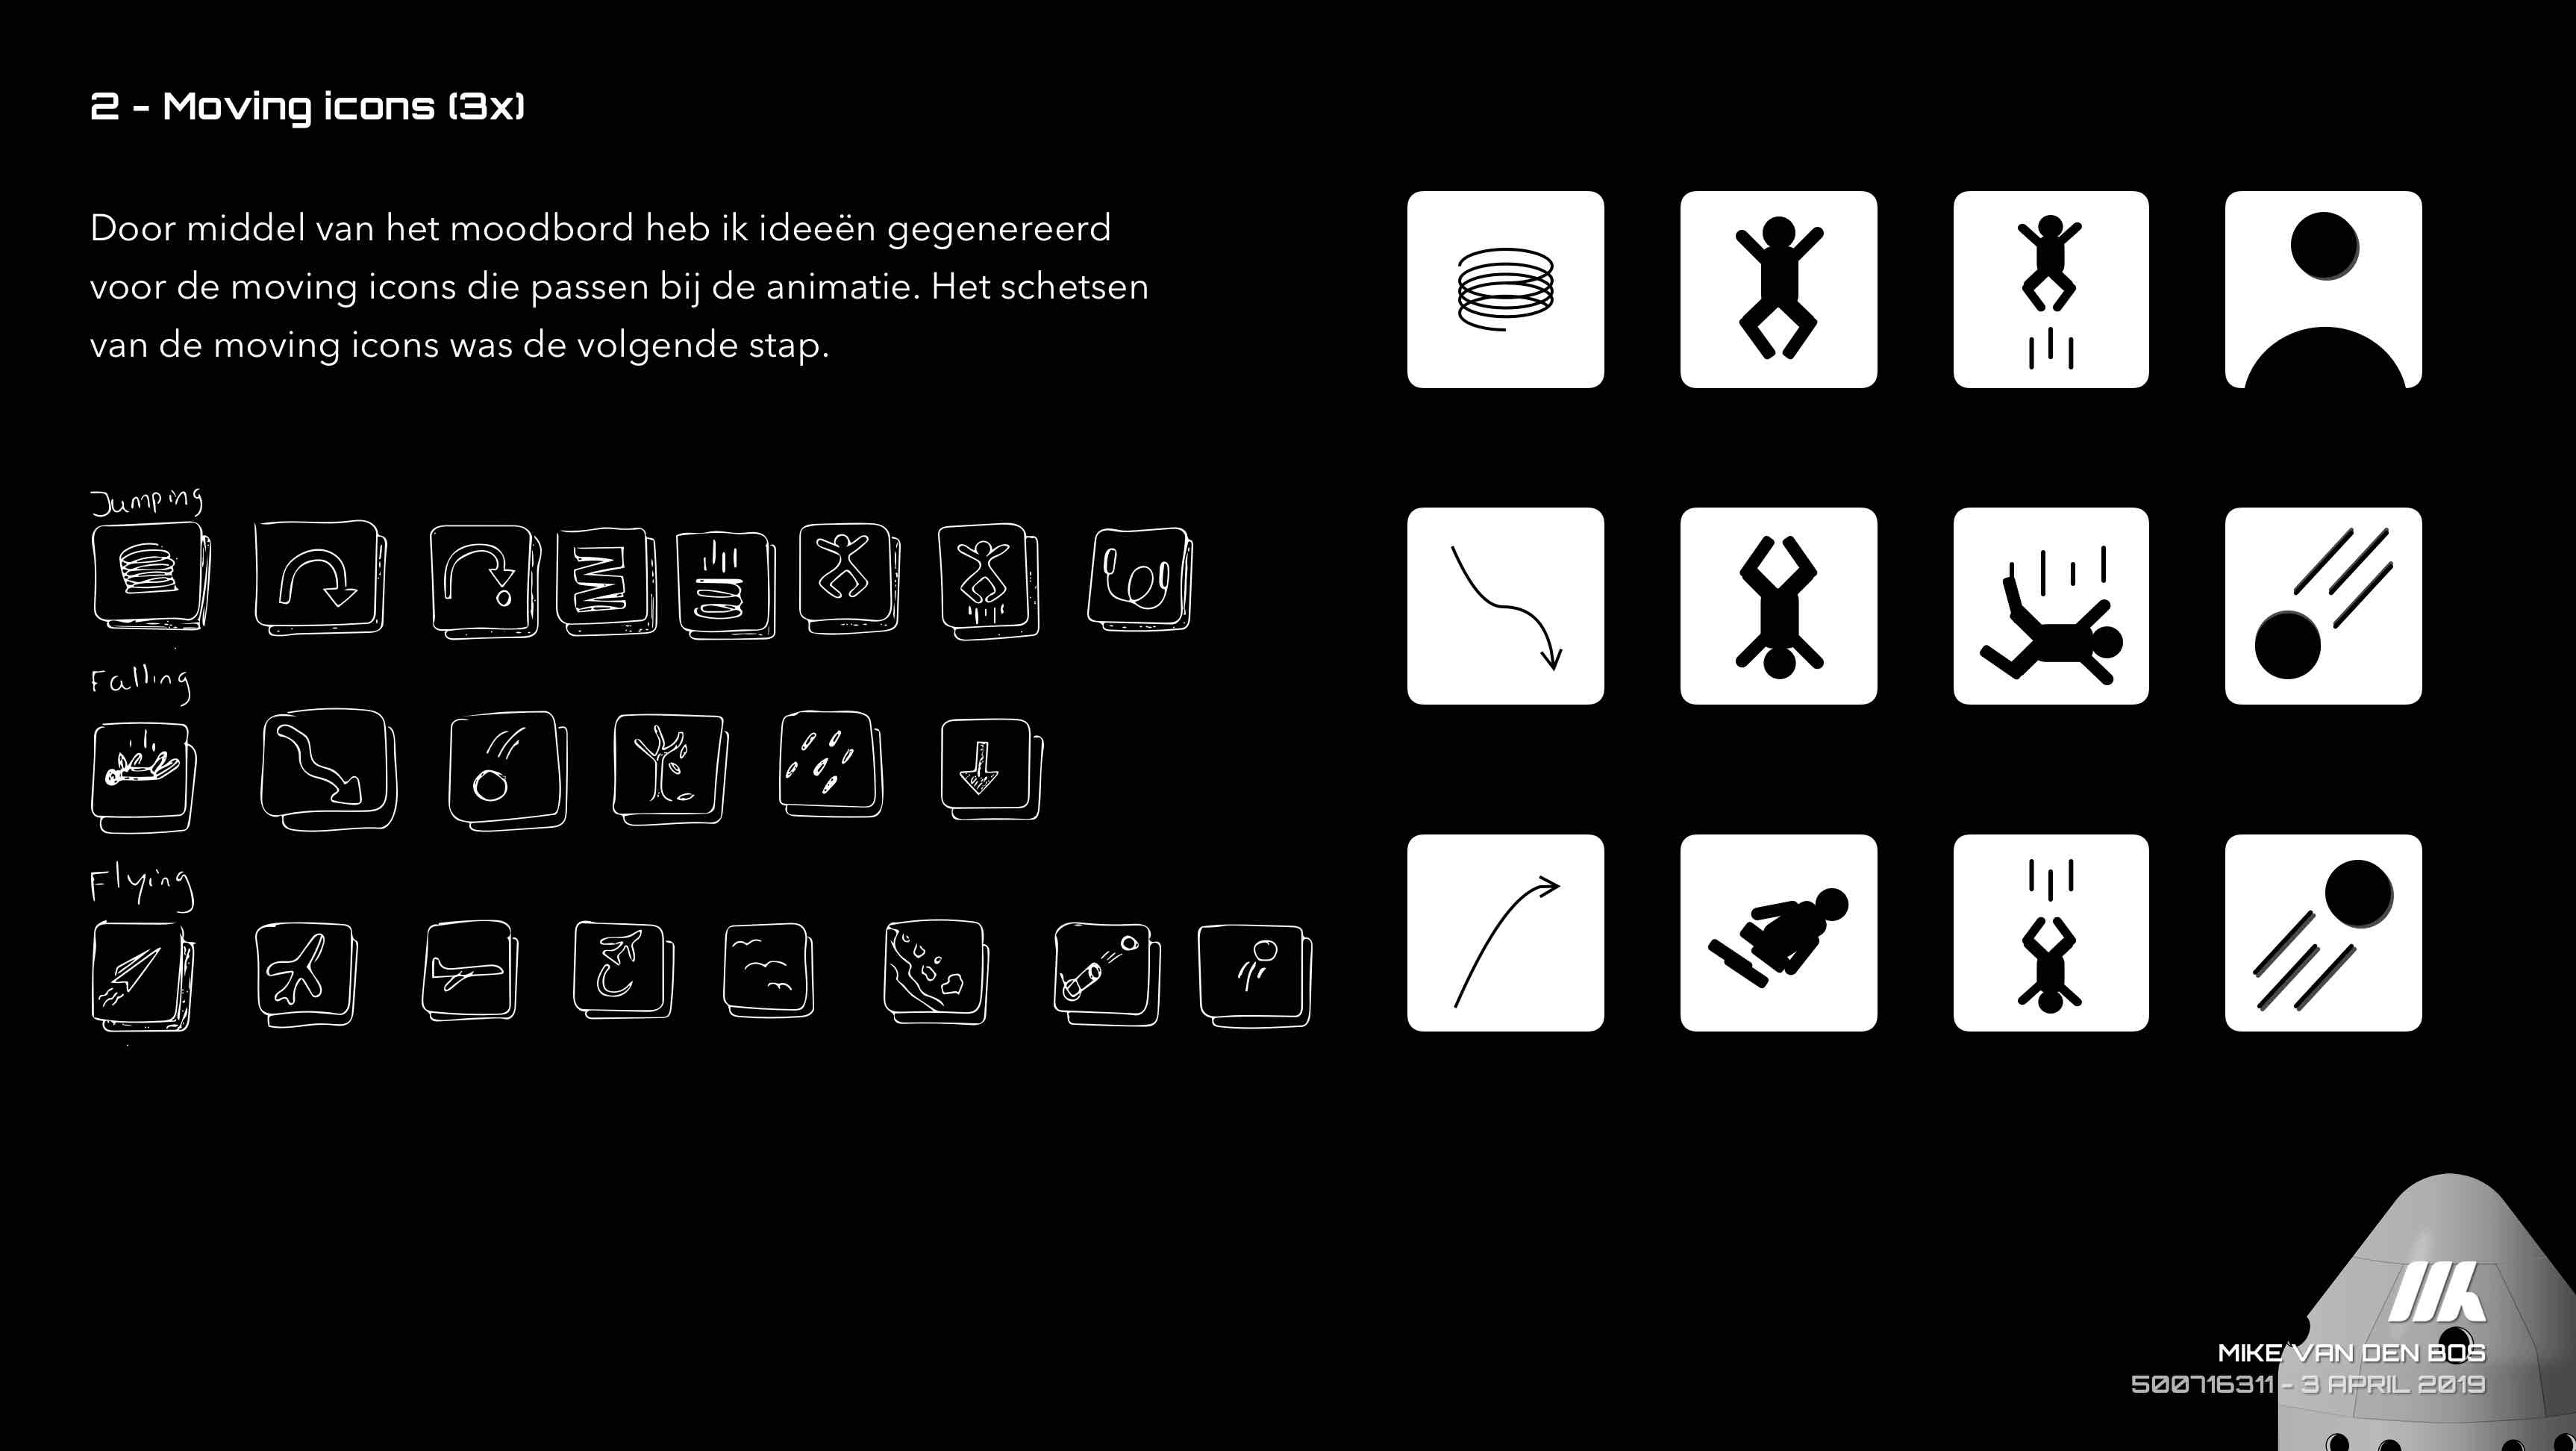 2 - Moving icons (3x)
Door middel van het moodbord heb ik ideeën gegenereerd
voor de moving icons die passen bij de animatie. Het schetsen
van de moving icons was de volgende stap.
Jumping
Falling
Flying
MIKE VAN DEN BOS
500716311 - 3 APRIL 2019